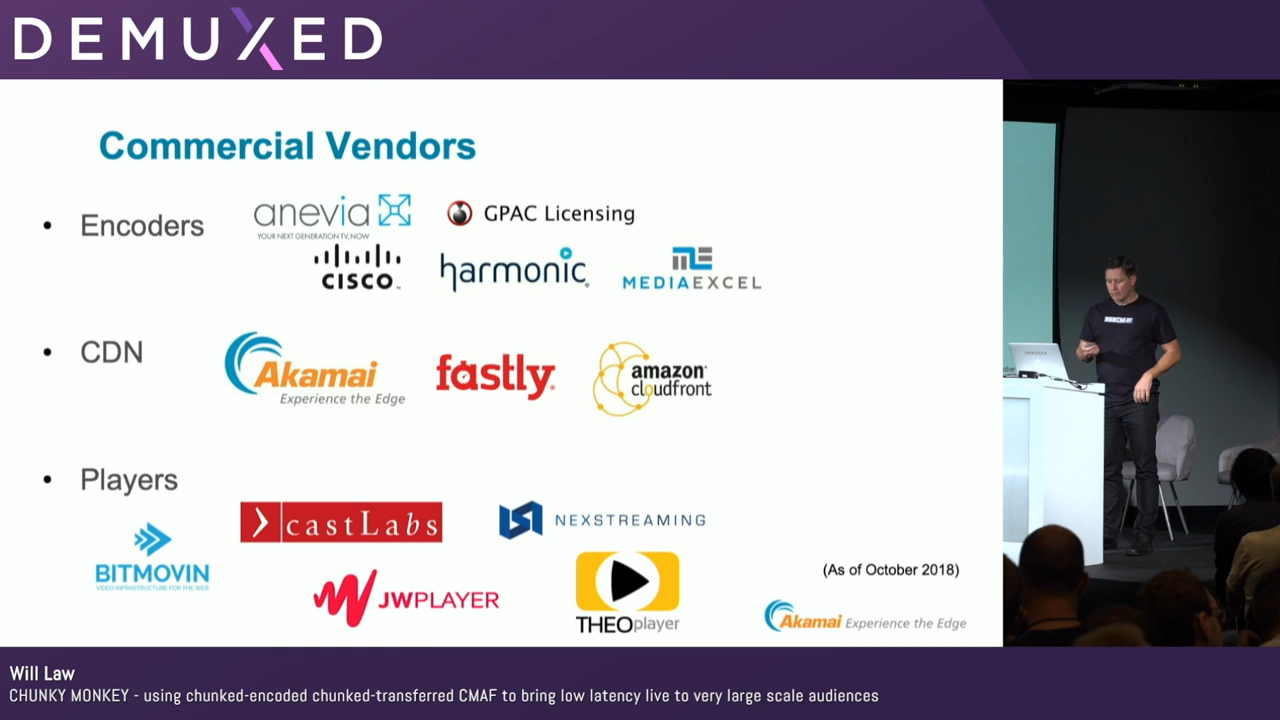 DEMUXED
Commercial Vendors
• Encoders
anevia
YOUR NEXT GENERATION TV, NOW
GPAC Licensing
CISCO
harmonic
MEDIAEXCEL
• CDN
Akamai
Experience the Edge
fastly
amazon
cloudfront
• Players
castLabs
NEXSTREAMING
BITMOVIN
VIDEO INFRASTRUCTURE FOR THE WEB
JWPLAYER
THEOplayer
(As of October 2018)
Akamai Experience the Edge
Will Law
CHUNKY MONKEY - using chunked-encoded chunked-transferred CMAF to bring low latency live to very large scale audiences